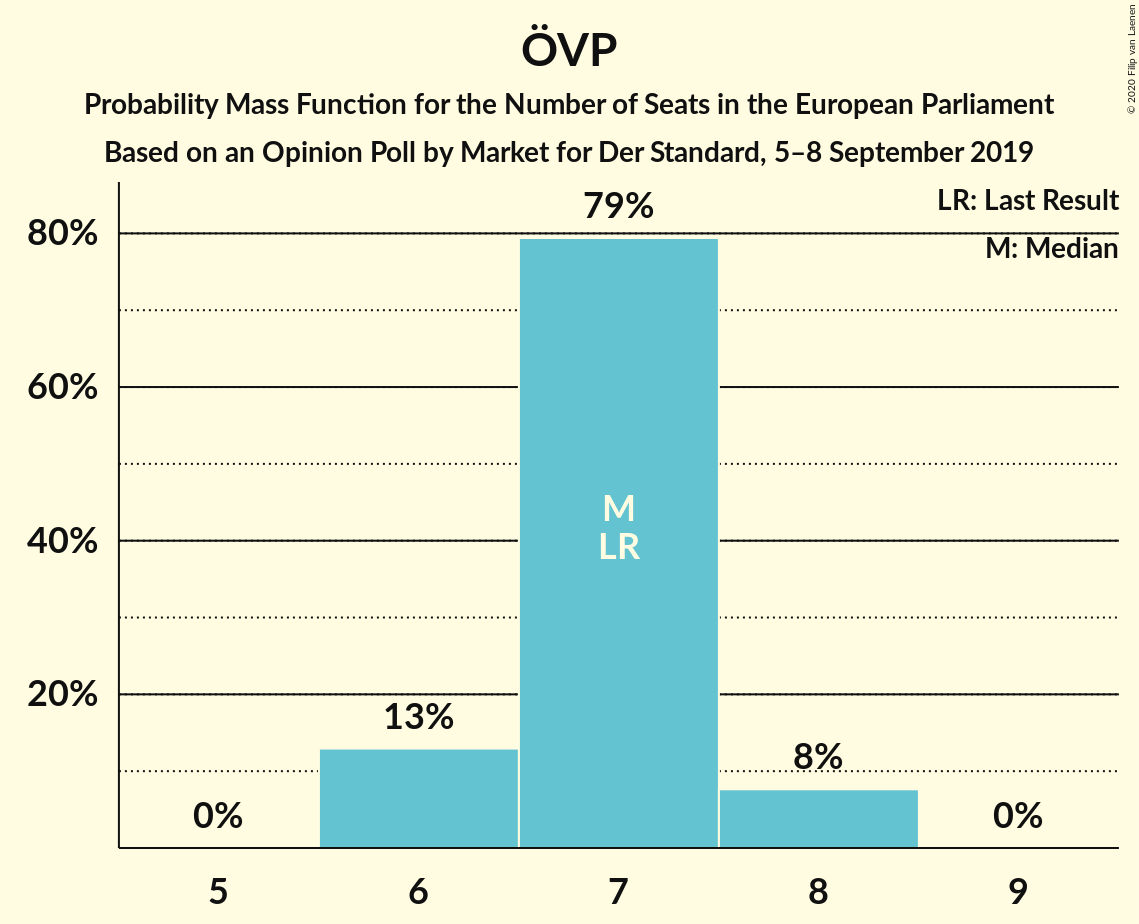 ÖVP
Probability Mass Function for the Number of Seats in the European Parliament
Based on an Opinion Poll by Market for Der Standard, 5–8 September 2019
© 2020 Filip van Laenen
LR: Last Result
M: Median
80%
60%
40%
20%
0%
13%
79%
M
LR
8%
0%
5
6
7
8
9